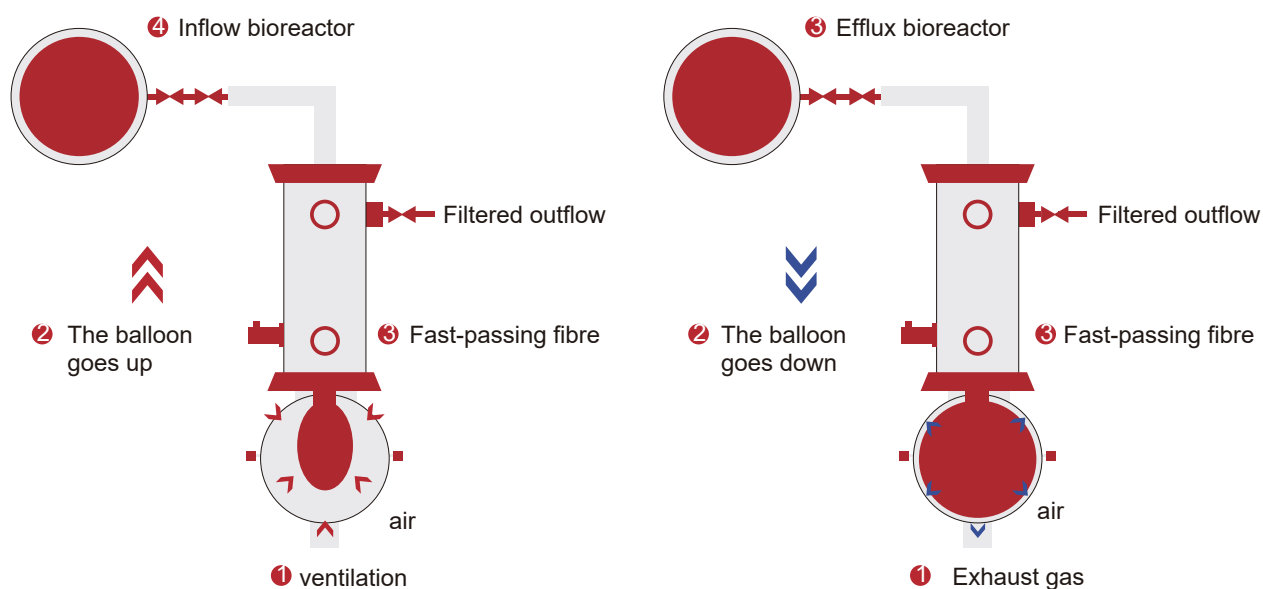 4 Inflow bioreactor
Filtered outflow
2 The balloon
goes up
3 Fast-passing fibre
air
1 ventilation
3 Efflux bioreactor
Filtered outflow
2 The balloon
goes down
3 Fast-passing fibre
air
1 Exhaust gas